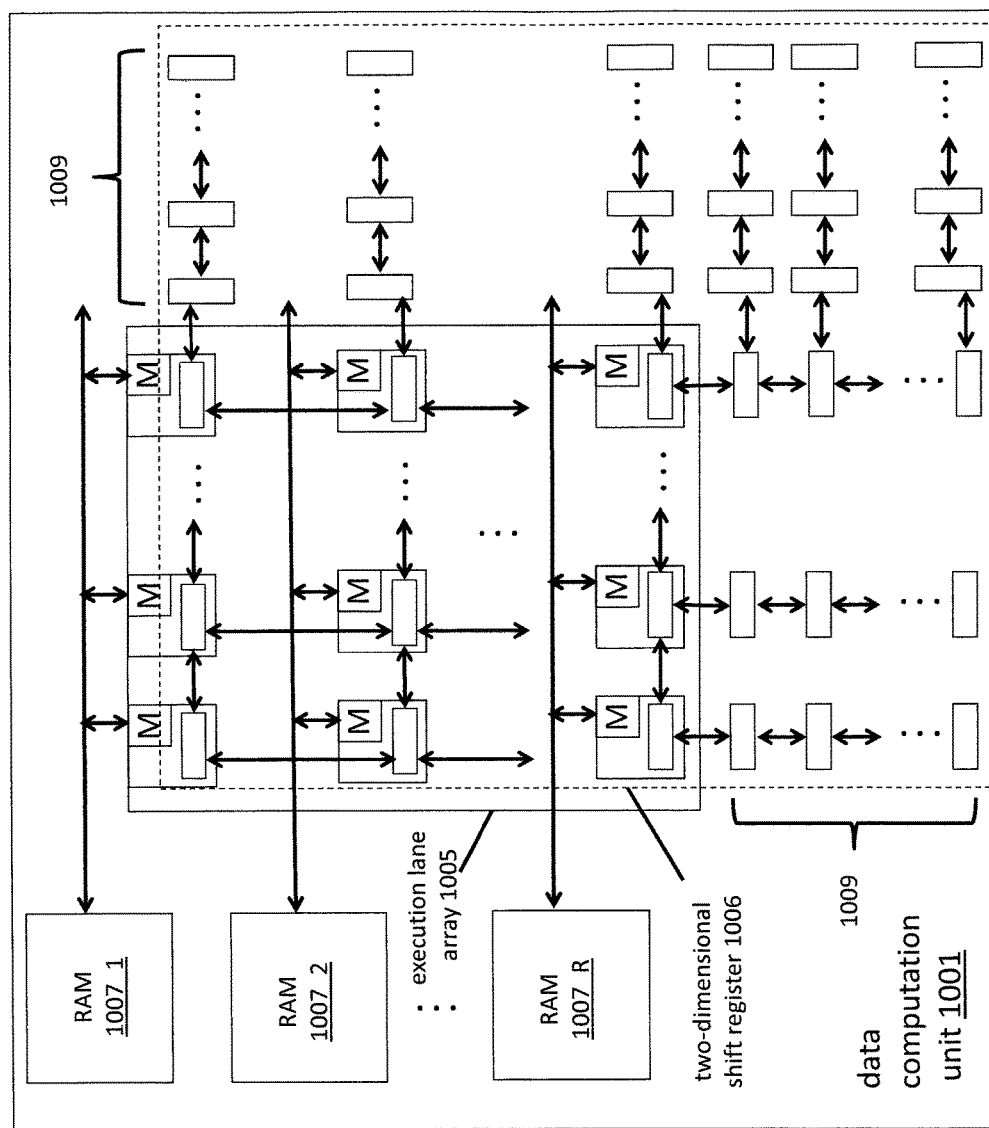 1009
RAM
1007_1
M M M
RAM
1007_2
M M M
execution lane
array 1005
RAM
1007_R
M M M
two-dimensional
shift register 1006
1009
data
computation
unit 1001